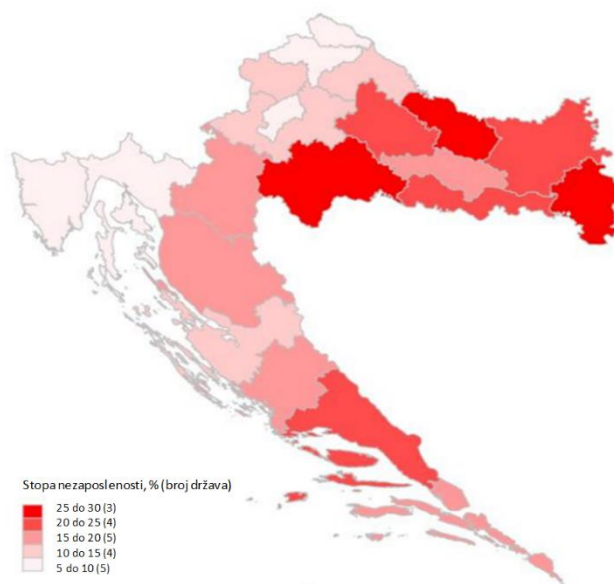 Stopa nezaposlenosti, % (broj država)
25 do 30 (3)
20 do 25 (4)
15 do 20 (5)
10 do 15 (4)
5 do 10 (5)